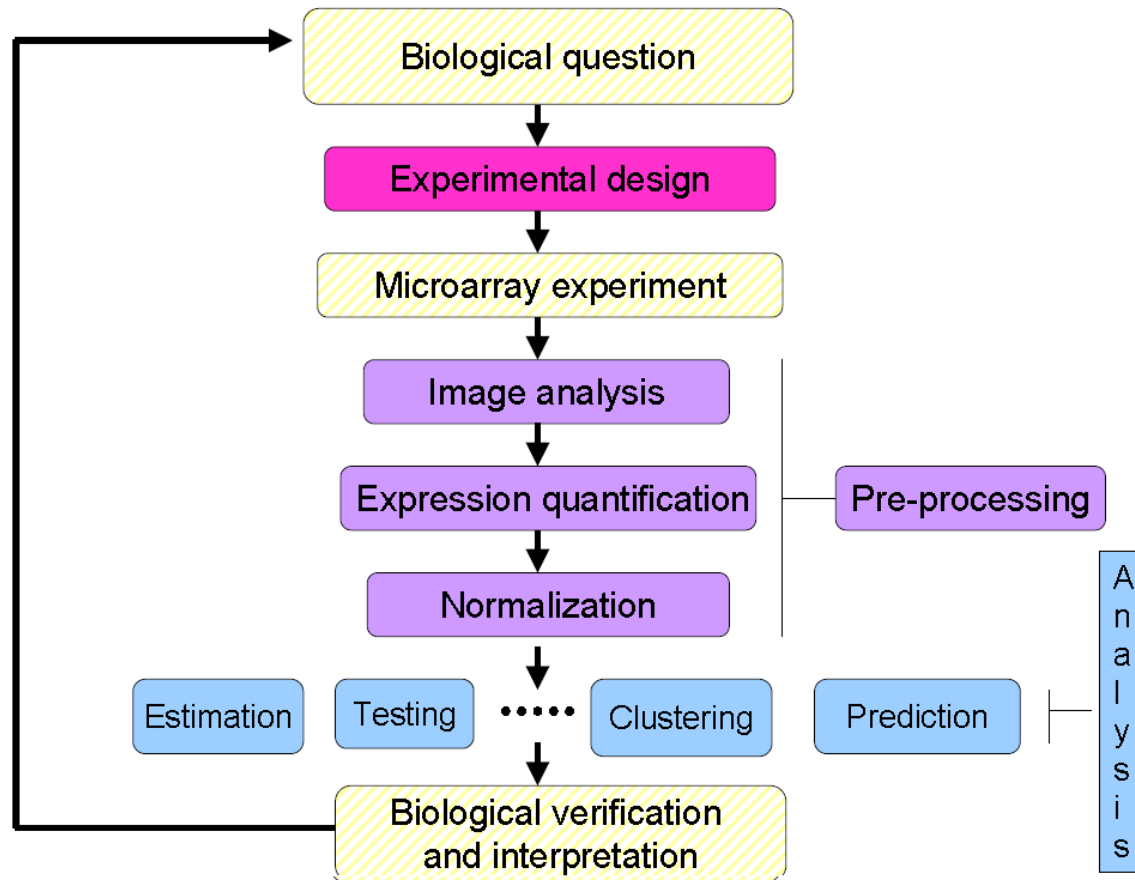 Biological question
Experimental design
Microarray experiment
Image analysis
Expression quantification
Pre-processing
Normalization
Analysis
Estimation
Testing
.....
Clustering
Prediction
Biological verification
and interpretation